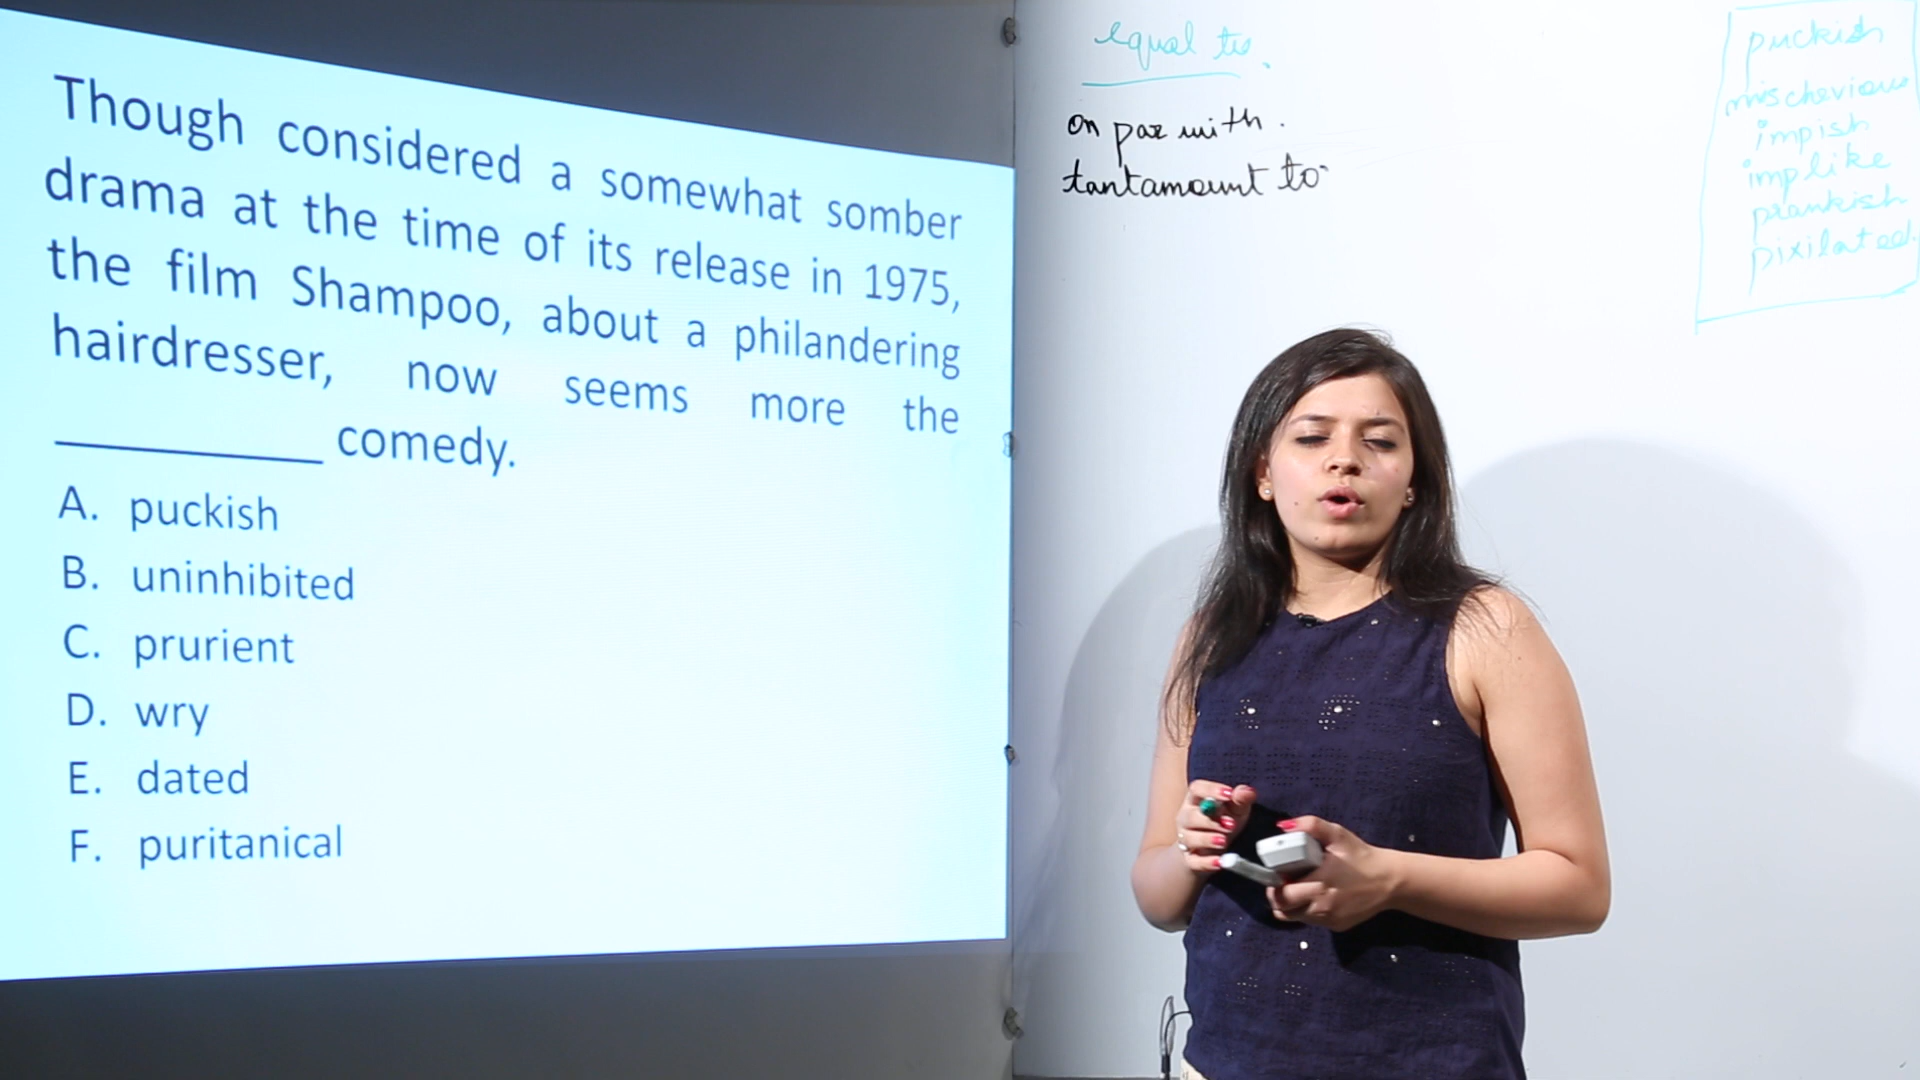 Though considered a somewhat somber
drama at the time of its release in 1975,
the film Shampoo, about a philandering
hairdresser, now seems more the
__________ comedy.
A. puckish
B. uninhibited
C. prurient
D. wry
E. dated
F. puritanical
equal to.
on par with.
tantamount to
puckish
mischevious
impish
implike
prankish
pixilated.